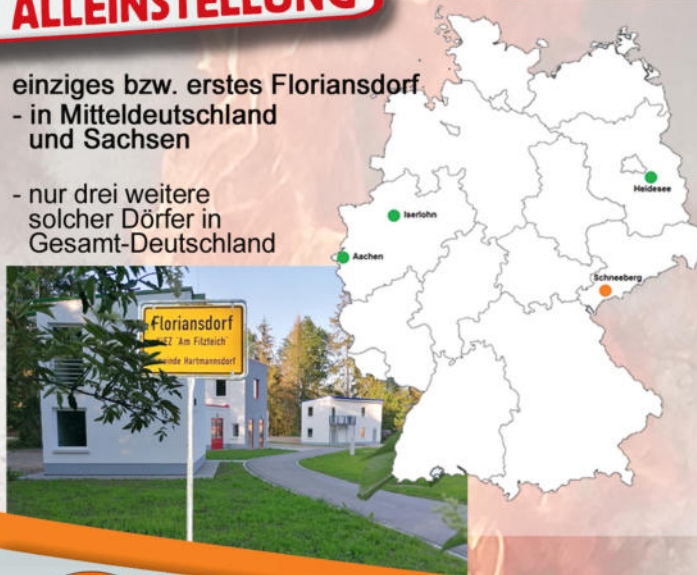 ALLEINSTELLUNG
einziges bzw. erstes Floriansdorf
- in Mitteldeutschland
und Sachsen
- nur drei weitere
solcher Dörfer in
Gesamt-Deutschland
Heidesee
Iserlohn
Aachen
Schneeberg
Floriansdorf
EZ "Am Filzteich"
Hartmannsdorf